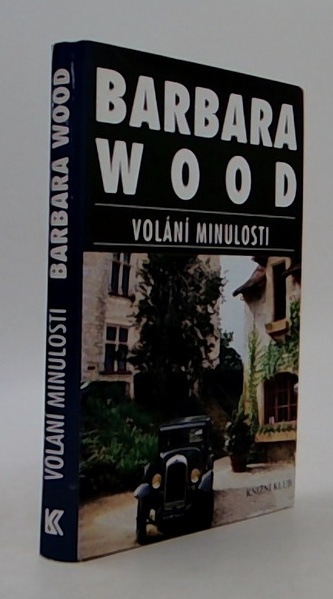 BARBARA
WOOD
VOLÁNÍ MINULOSTI
KNIŽNÍ KLUB
VOLÁNÍ MINULOSTI BARBARA WOOD